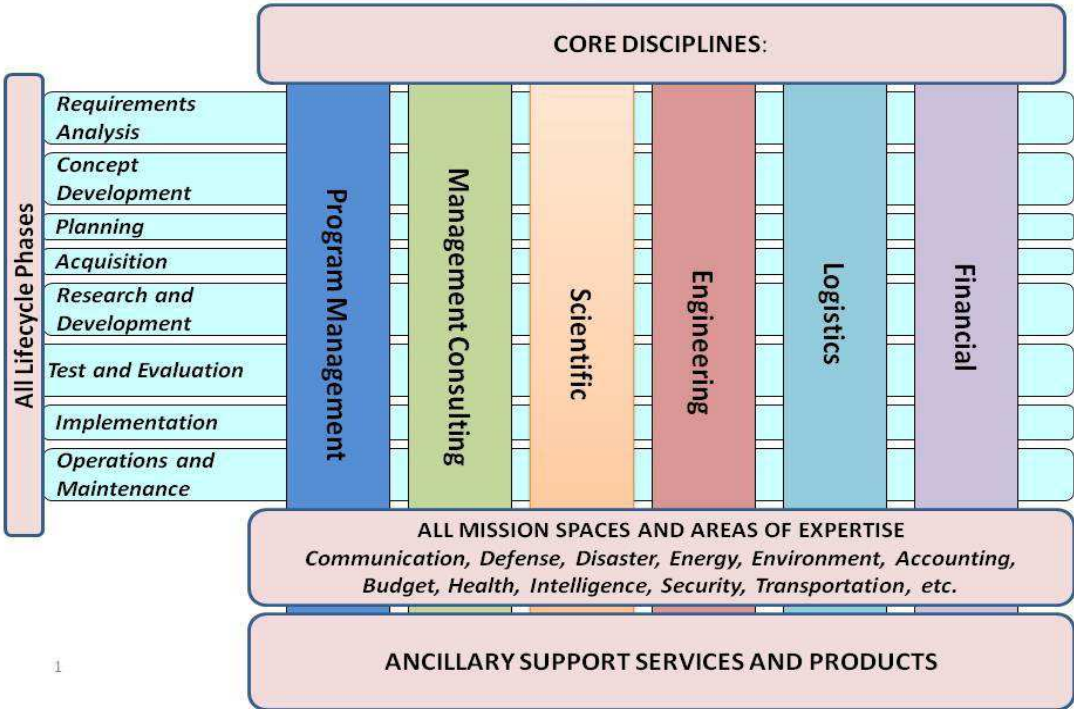 CORE DISCIPLINES:
All Lifecycle Phases
Requirements
Analysis
Concept
Development
Planning
Acquisition
Research and
Development
Test and Evaluation
Implementation
Operations and
Maintenance
Program Management
Management Consulting
Scientific
Engineering
Logistics
Financial
ALL MISSION SPACES AND AREAS OF EXPERTISE
Communication, Defense, Disaster, Energy, Environment, Accounting,
Budget, Health, Intelligence, Security, Transportation, etc.
ANCILLARY SUPPORT SERVICES AND PRODUCTS
1